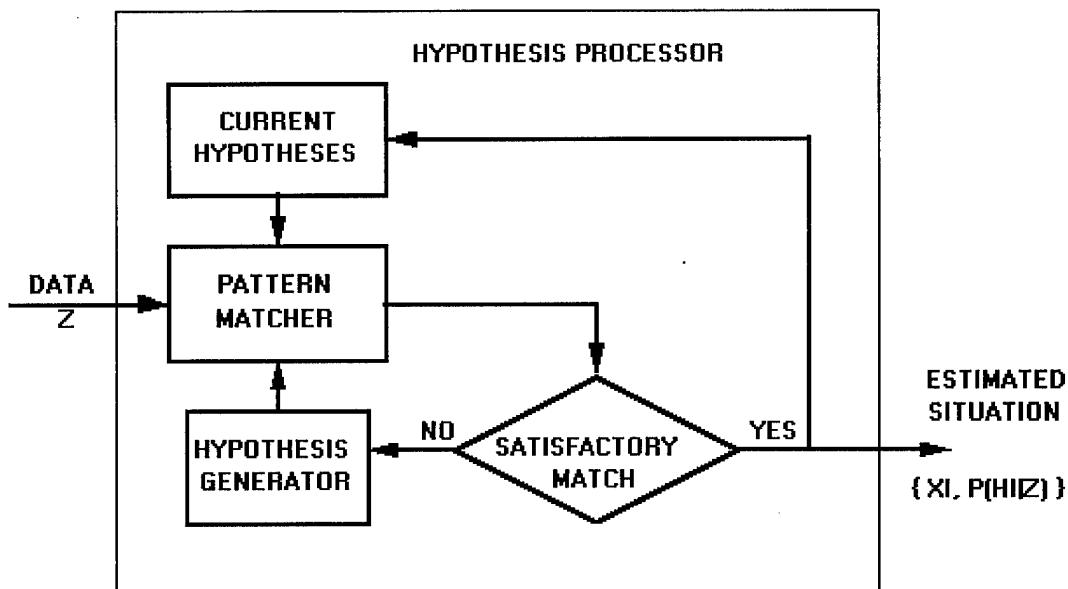 HYPOTHESIS PROCESSOR
CURRENT
HYPOTHESES
DATA
Z
PATTERN
MATCHER
HYPOTHESIS
GENERATOR
NO
SATISFACTORY
MATCH
YES
ESTIMATED
SITUATION
{ XI, P(HI|Z) }